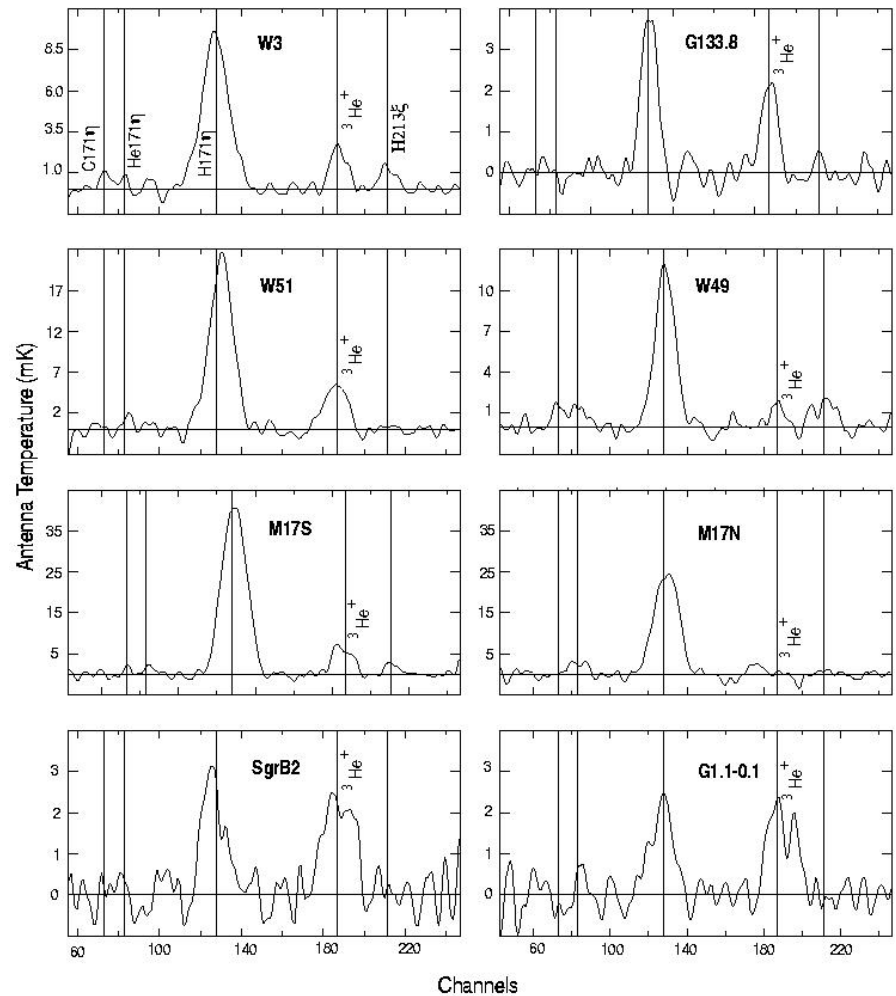 W3
8.5
6.0
3.5
1.0
C171η
He171η
H171η
³He⁺
H213ξ
G133.8
3
2
1
0
³He⁺
W51
17
12
7
2
³He⁺
W49
10
7
4
1
³He⁺
M17S
35
25
15
5
³He⁺
M17N
35
25
15
5
³He⁺
SgrB2
3
2
1
0
³He⁺
60 100 140 180 220
G1.1-0.1
3
2
1
0
³He⁺
60 100 140 180 220
Antenna Temperature (mK)
Channels